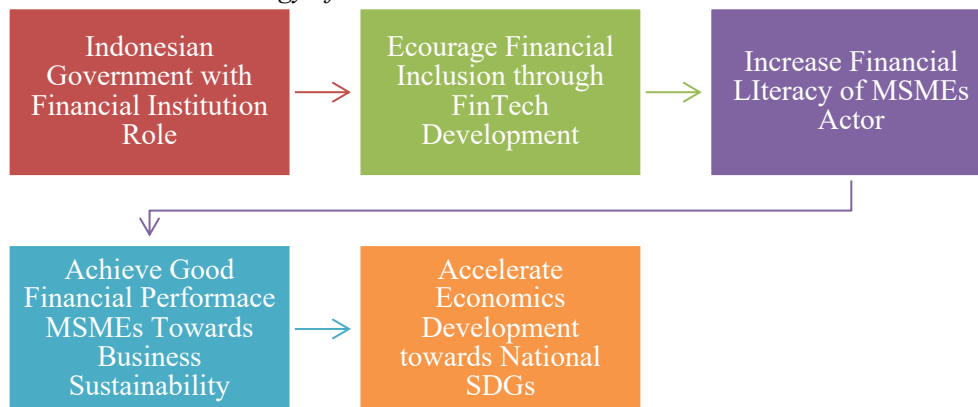 Indonesian
Government with
Financial Institution
Role
Ecourage Financial
Inclusion through
FinTech
Development
Increase Financial
LIteracy of MSMEs
Actor
Achieve Good
Financial Performace
MSMEs Towards
Business
Sustainability
Accelerate
Economics
Development
towards National
SDGs